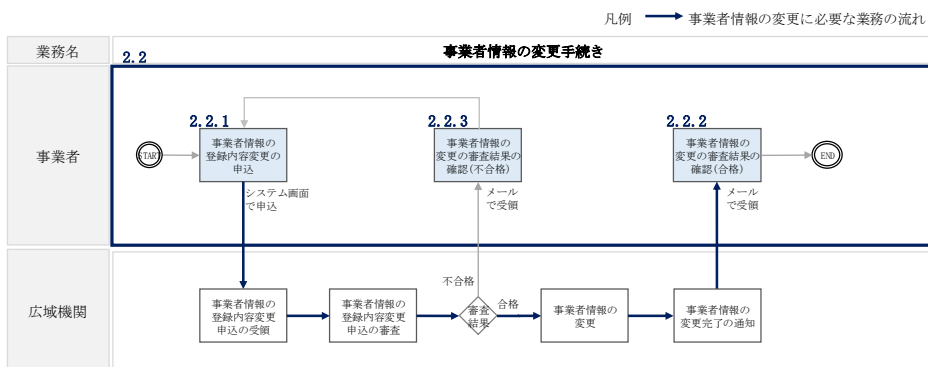 凡例 事業者情報の変更に必要な業務の流れ
業務名
2.2
事業者情報の変更手続き
事業者
START
2.2.1
事業者情報の
登録内容変更の
申込
2.2.3
事業者情報の
変更の審査結果の
確認(不合格)
2.2.2
事業者情報の
変更の審査結果の
確認(合格)
END
システム画面
で申込
メール
で受領
メール
で受領
広域機関
事業者情報の
登録内容変更
申込の受領
事業者情報の
登録内容変更
申込の審査
不合格
審査
結果
合格
事業者情報の
変更
事業者情報の
変更完了の通知